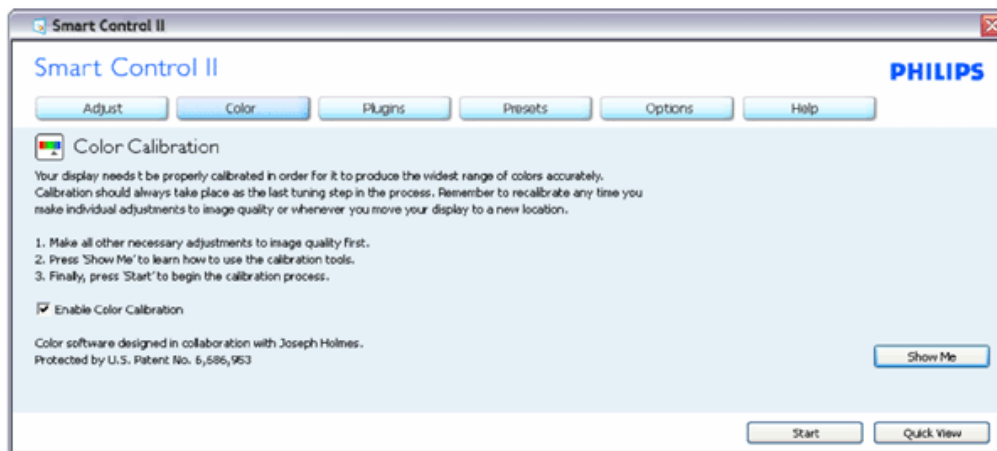 Smart Control II
Smart Control II
PHILIPS
Adjust
Color
Plugins
Presets
Options
Help
Color Calibration
Your display needs t be properly calibrated in order for it to produce the widest range of colors accurately.
Calibration should always take place as the last tuning step in the process. Remember to recalibrate any time you
make individual adjustments to image quality or whenever you move your display to a new location.
1. Make all other necessary adjustments to image quality first.
2. Press 'Show Me' to learn how to use the calibration tools.
3. Finally, press 'Start' to begin the calibration process.
Enable Color Calibration
Color software designed in collaboration with Joseph Holmes.
Protected by U.S. Patent No. 6,686,953
Show Me
Start
Quick View